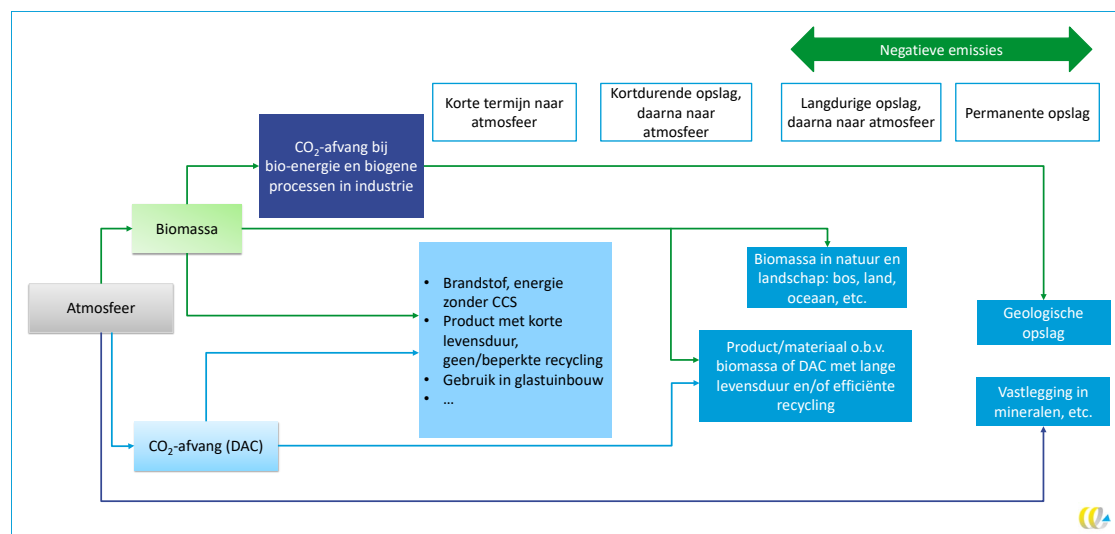 Negatieve emissies
Korte termijn naar
atmosfeer
Kortdurende opslag,
daarna naar
atmosfeer
Langdurige opslag,
daarna naar atmosfeer
Permanente opslag
CO₂-afvang bij
bio-energie en biogene
processen in industrie
Biomassa
Atmosfeer
CO₂-afvang (DAC)
• Brandstof, energie
zonder CCS
• Product met korte
levensduur,
geen/beperkte recycling
• Gebruik in glastuinbouw
• ...
Biomassa in natuur en
landschap: bos, land,
oceaan, etc.
Product/materiaal o.b.v.
biomassa of DAC met lange
levensduur en/of efficiënte
recycling
Geologische
opslag
Vastlegging in
mineralen, etc.